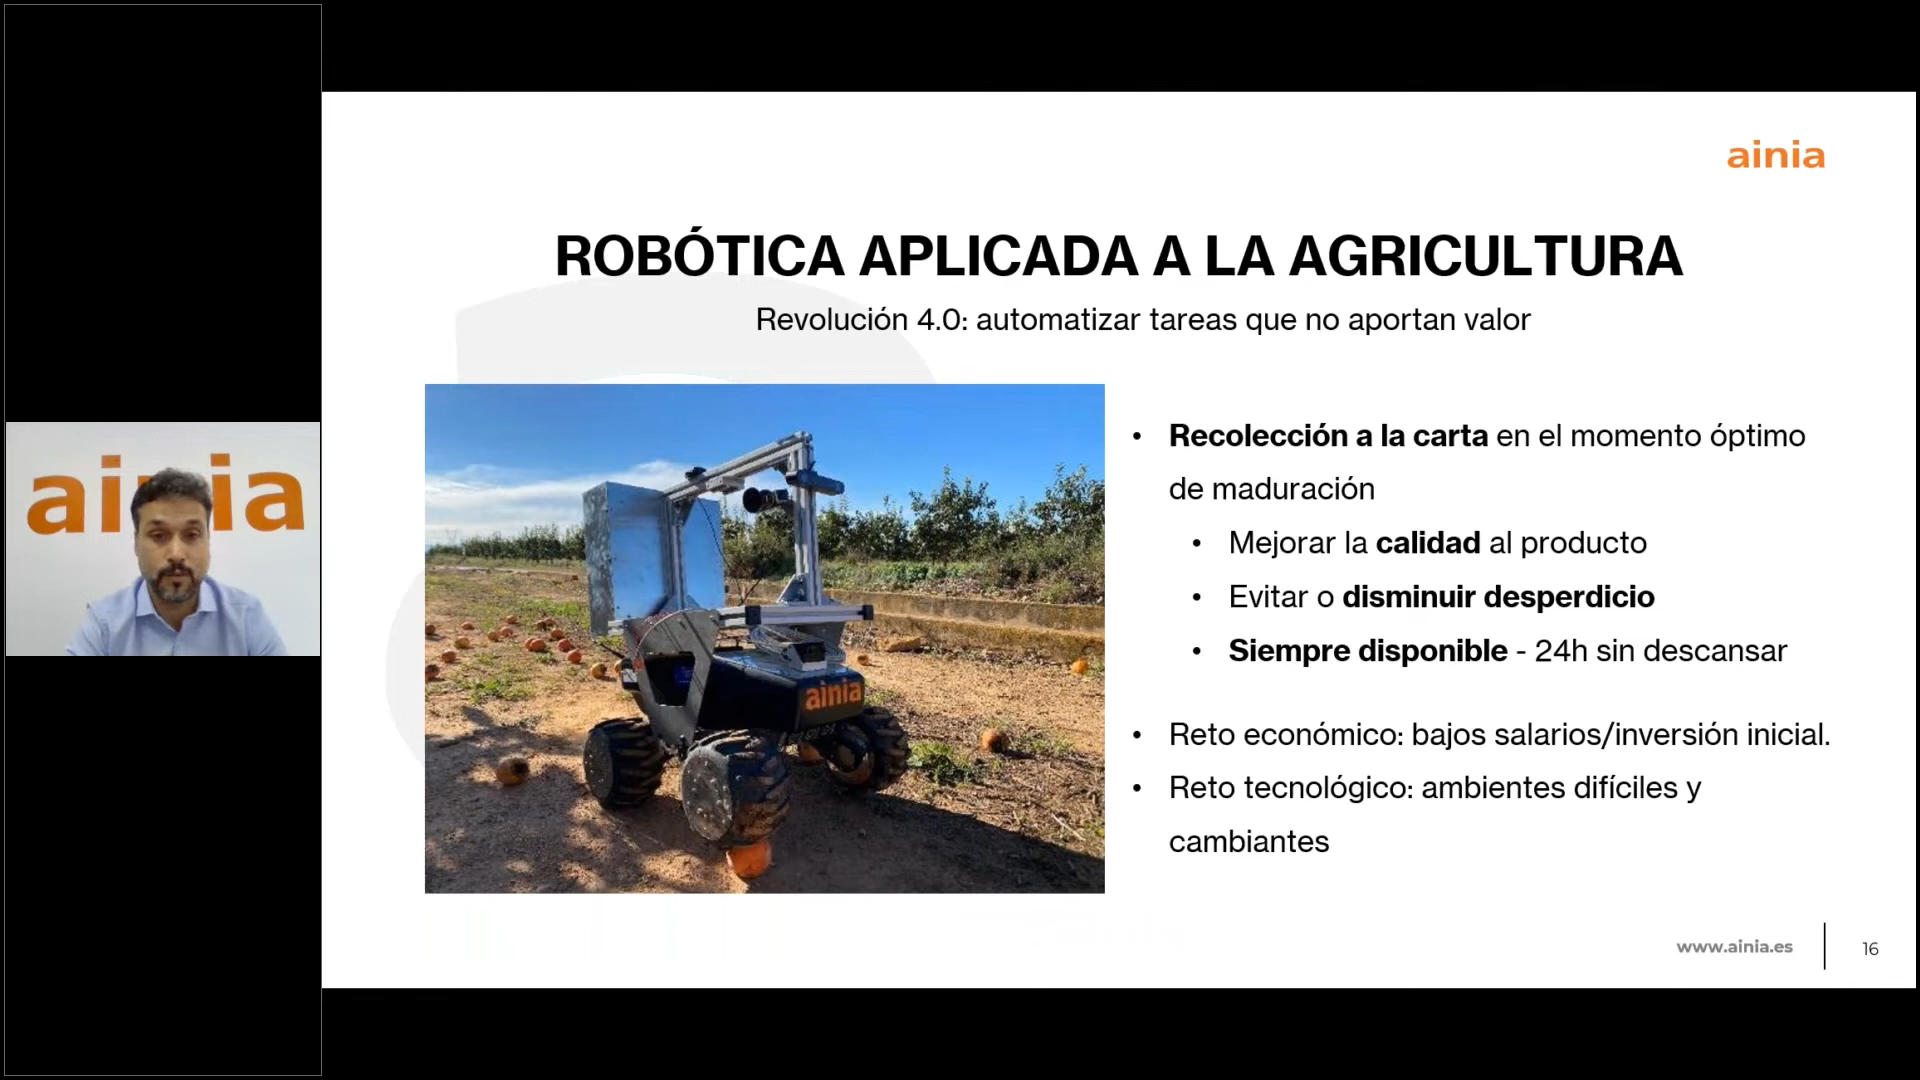 ainia
ROBÓTICA APLICADA A LA AGRICULTURA
Revolución 4.0: automatizar tareas que no aportan valor
ainia
ainia
• Recolección a la carta en el momento óptimo
de maduración
• Mejorar la calidad al producto
• Evitar o disminuir desperdicio
• Siempre disponible - 24h sin descansar
• Reto económico: bajos salarios/inversión inicial.
• Reto tecnológico: ambientes difíciles y
cambiantes
www.ainia.es
16